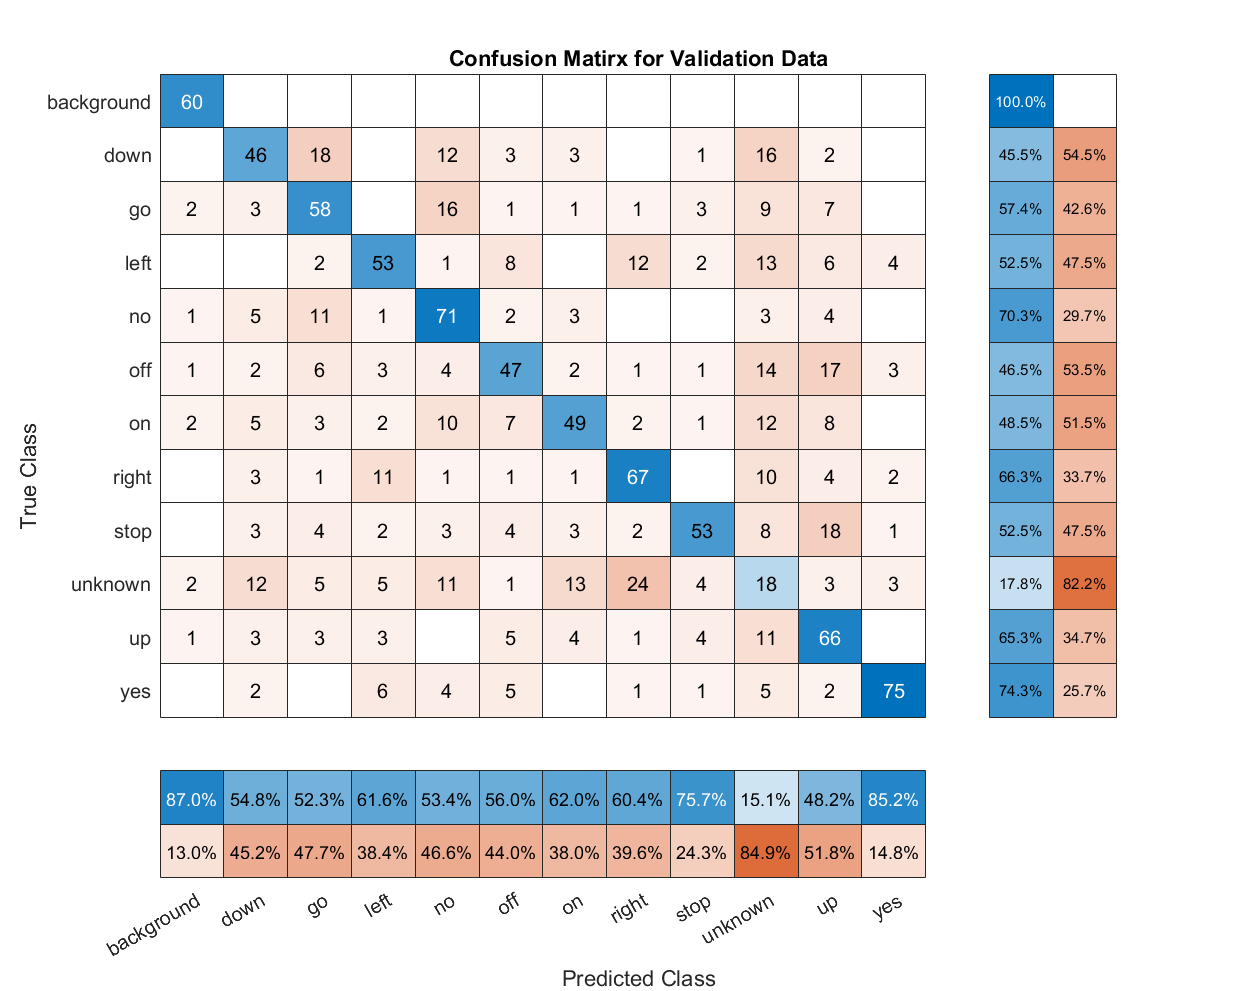 Confusion Matirx for Validation Data
background 60 100.0%
down 46 18 12 3 3 1 16 2 45.5% 54.5%
go 2 3 58 16 1 1 1 3 9 7 57.4% 42.6%
left 2 53 1 8 12 2 13 6 4 52.5% 47.5%
no 1 5 11 1 71 2 3 3 4 70.3% 29.7%
off 1 2 6 3 4 47 2 1 1 14 17 3 46.5% 53.5%
on 2 5 3 2 10 7 49 2 1 12 8 48.5% 51.5%
right 3 1 11 1 1 1 67 10 4 2 66.3% 33.7%
stop 3 4 2 3 4 3 2 53 8 18 1 52.5% 47.5%
unknown 2 12 5 5 11 1 13 24 4 18 3 3 17.8% 82.2%
up 1 3 3 3 5 4 1 4 11 66 65.3% 34.7%
yes 2 6 4 5 1 1 5 2 75 74.3% 25.7%
True Class
87.0% 54.8% 52.3% 61.6% 53.4% 56.0% 62.0% 60.4% 75.7% 15.1% 48.2% 85.2%
13.0% 45.2% 47.7% 38.4% 46.6% 44.0% 38.0% 39.6% 24.3% 84.9% 51.8% 14.8%
background down go left no off on right stop unknown up yes
Predicted Class